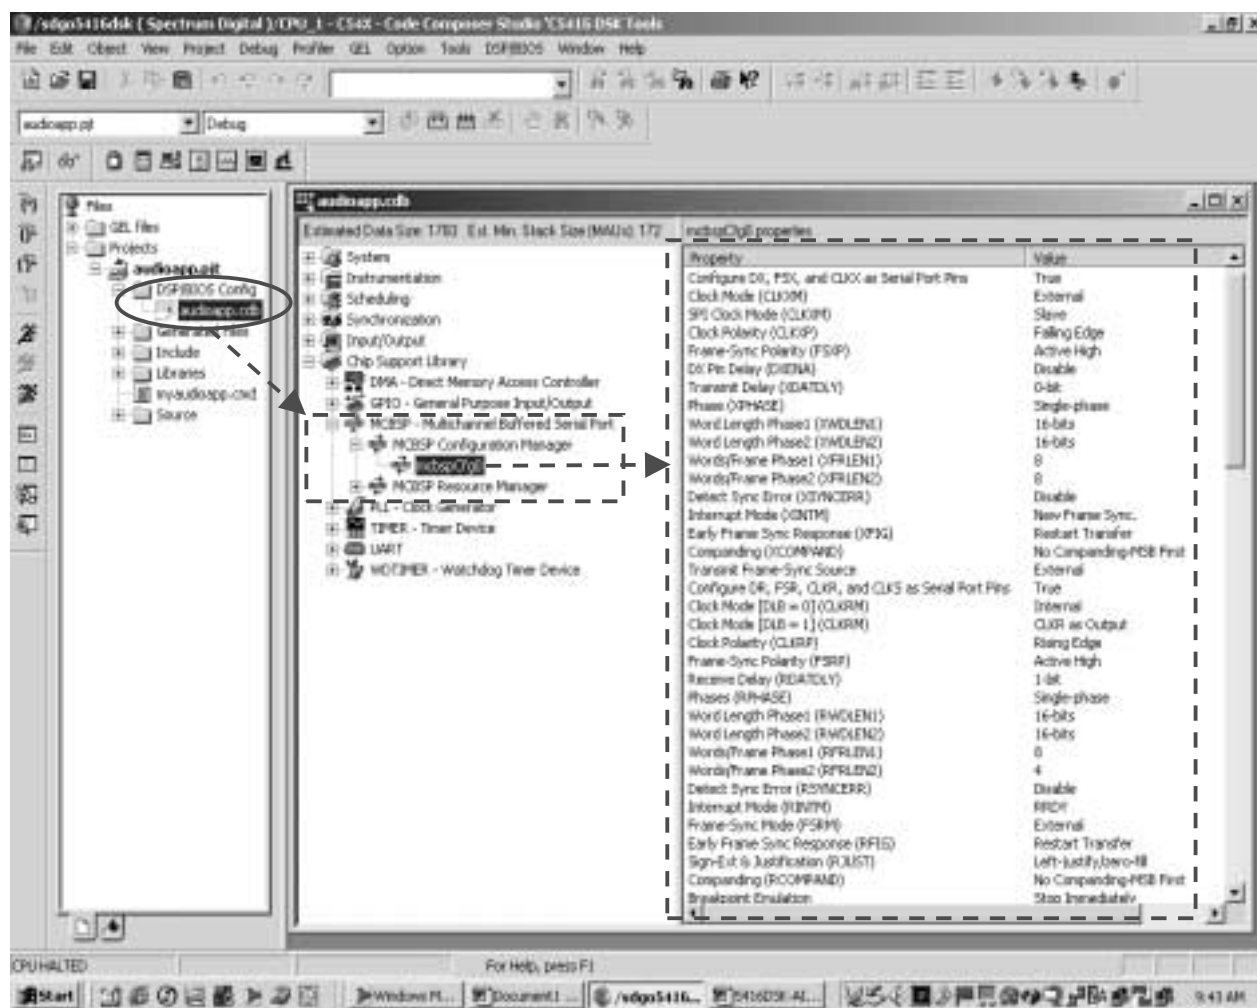 /sdgo5416dsk ( Spectrum Digital )/CPU_1 - C54X - Code Composer Studio 'C5416 DSK Tools
File Edit Object View Project Debug Profiler GEL Option Tools DSP/BIOS Window Help
audioapp.pjt Debug
Files
GEL files
Projects
audioapp.pjt
DSP/BIOS Config
audioapp.cdb
Generated Files
Include
Libraries
myaudioapp.cmd
Source
audioapp.cdb
Estimated Data Size: 1783 Est. Min. Stack Size (MAUs): 172
System
Instrumentation
Scheduling
Synchronization
Input/Output
Chip Support Library
DMA - Direct Memory Access Controller
GPIO - General Purpose Input/Output
MCBSP - Multichannel Buffered Serial Port
MCBSP Configuration Manager
mcbspCfg0
MCBSP Resource Manager
PLL - Clock Generator
TIMER - Timer Device
UART
WDTIMER - Watchdog Timer Device
mcbspCfg0 properties
Property Value
Configure DX, FSX, and CLKX as Serial Port Pins True
Clock Mode (CLKXM) External
SPI Clock Mode (CLKXM) Slave
Clock Polarity (CLKXP) Falling Edge
Frame-Sync Polarity (FSXP) Active High
DX Pin Delay (DXENA) Disable
Transmit Delay (XDATDLY) 0-bit
Phase (XPHASE) Single-phase
Word Length Phase1 (XWDLEN1) 16-bits
Word Length Phase2 (XWDLEN2) 16-bits
Words/Frame Phase1 (XFRLEN1) 8
Words/Frame Phase2 (XFRLEN2) 8
Detect Sync Error (XSYNCERR) Disable
Interrupt Mode (XINTM) New Frame Sync.
Early Frame Sync Response (XFIG) Restart Transfer
Companding (XCOMPAND) No Companding-MSB First
Transmit Frame-Sync Source External
Configure DR, FSR, CLKR, and CLKS as Serial Port Pins True
Clock Mode [DLB = 0] (CLKRM) Internal
Clock Mode [DLB = 1] (CLKRM) CLKR as Output
Clock Polarity (CLKRP) Rising Edge
Frame-Sync Polarity (FSRP) Active High
Receive Delay (RDATDLY) 1-bit
Phases (RPHASE) Single-phase
Word Length Phase1 (RWDLEN1) 16-bits
Word Length Phase2 (RWDLEN2) 16-bits
Words/Frame Phase1 (RFRLEN1) 8
Words/Frame Phase2 (RFRLEN2) 4
Detect Sync Error (RSYNCERR) Disable
Interrupt Mode (RINTM) RRDY
Frame-Sync Mode (FSRM) External
Early Frame Sync Response (RFIG) Restart Transfer
Sign-Ext & Justification (RJUST) Left-justify/zero-fill
Companding (RCOMPAND) No Companding-MSB First
Breakpoint Emulation Stop Immediately
CPU HALTED For Help, press F1
Start Windows M... Document1 ... /sdgo5416... 5416DSK-AI... 9:43 AM